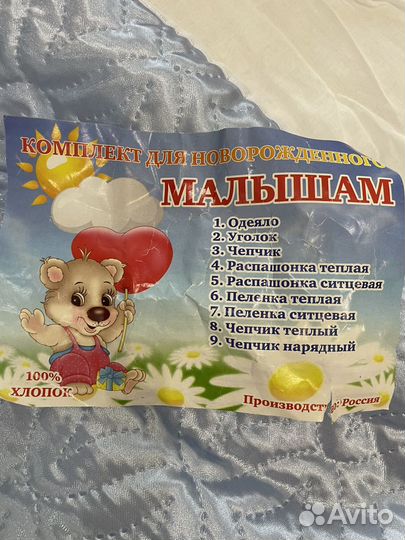 КОМПЛЕКТ ДЛЯ НОВОРОЖДЕННОГО
МАЛЫШАМ
1. Одеяло
2. Уголок
3. Чепчик
4. Распашонка теплая
5. Распашонка ситцевая
6. Пеленка теплая
7. Пеленка ситцевая
8. Чепчик теплый
9. Чепчик нарядный
100%
ХЛОПОК
Производство: Россия
Avito